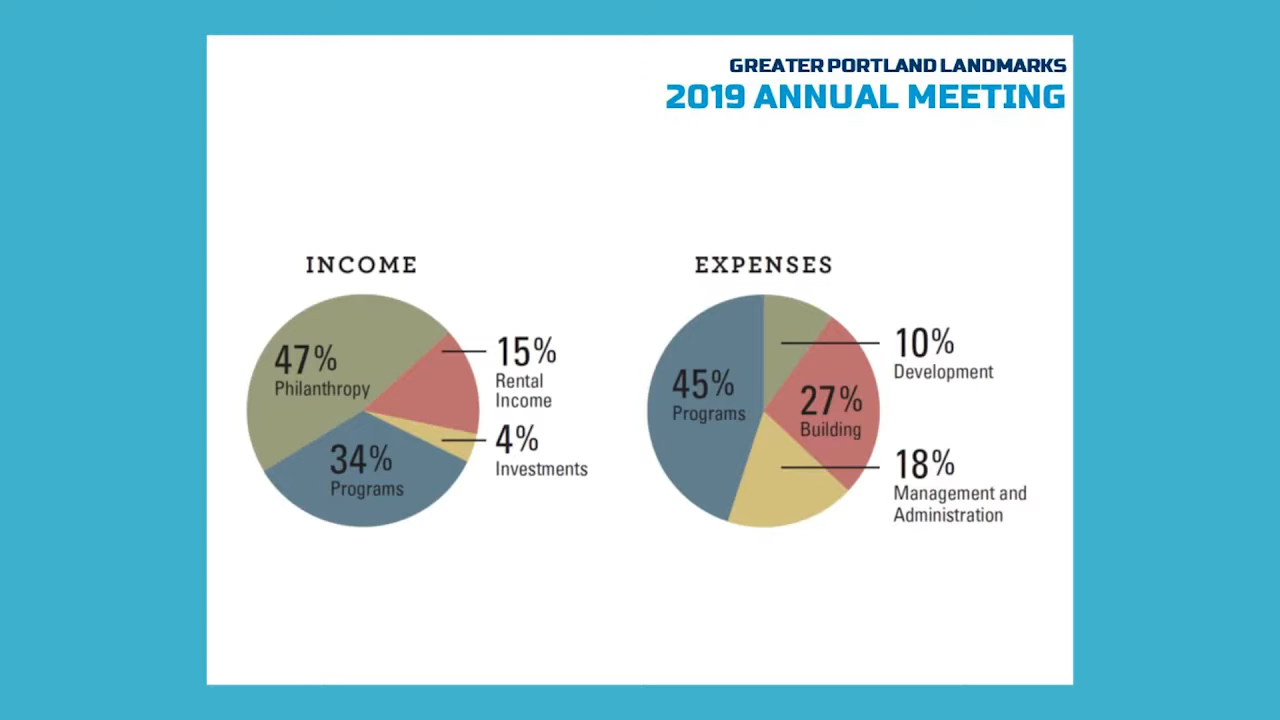 GREATER PORTLAND LANDMARKS
2019 ANNUAL MEETING
INCOME
47%
Philanthropy
15%
Rental
Income
4%
Investments
34%
Programs
EXPENSES
45%
Programs
10%
Development
27%
Building
18%
Management and
Administration